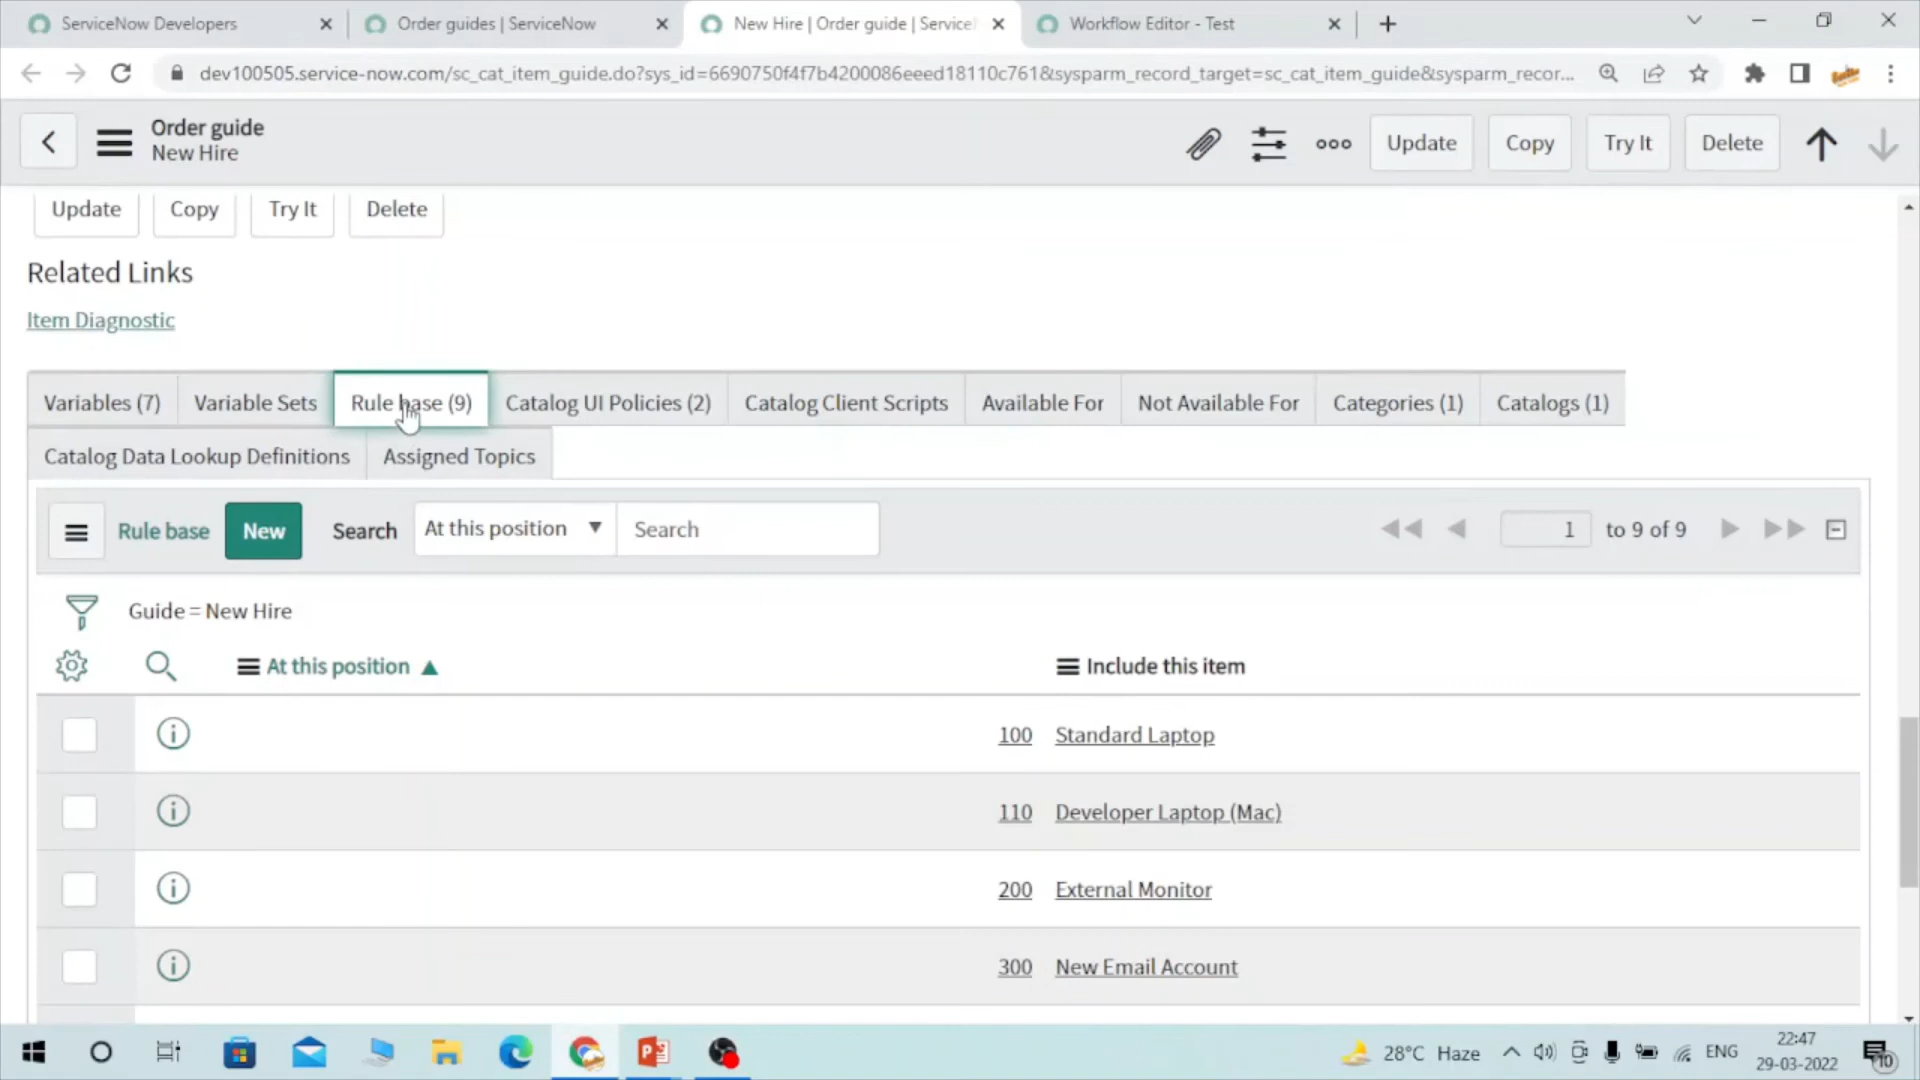 ServiceNow Developers
Order guides | ServiceNow
New Hire | Order guide | Service
Workflow Editor - Test
dev100505.service-now.com/sc_cat_item_guide.do?sys_id=6690750f4f7b4200086eeed18110c761&sysparm_record_target=sc_cat_item_guide&sysparm_recor...
Order guide
New Hire
Update
Copy
Try It
Delete
Update
Copy
Try It
Delete
Related Links
Item Diagnostic
Variables (7)
Variable Sets
Rule base (9)
Catalog UI Policies (2)
Catalog Client Scripts
Available For
Not Available For
Categories (1)
Catalogs (1)
Catalog Data Lookup Definitions
Assigned Topics
Rule base
New
Search
At this position
Search
1
to 9 of 9
Guide = New Hire
At this position
Include this item
100 Standard Laptop
110 Developer Laptop (Mac)
200 External Monitor
300 New Email Account
28°C Haze
ENG
22:47
29-03-2022
10